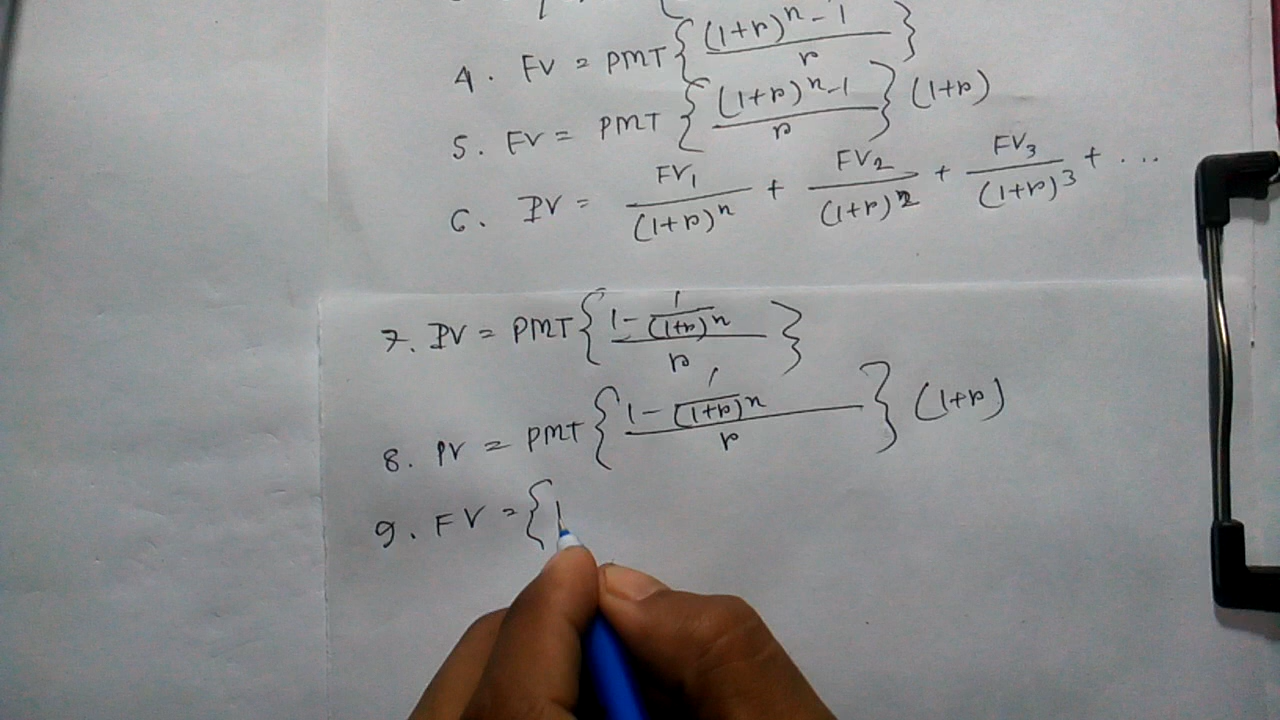 4. FV = PMT { ((1+r)^n - 1) / r }
5. FV = PMT { ((1+r)^n - 1) / r } (1+r)
6. PV = FV₁ / (1+r)^n + FV₂ / (1+r)^2 + FV₃ / (1+r)^3 + ...
7. PV = PMT { (1 - 1/(1+r)^n) / r }
8. PV = PMT { (1 - 1/(1+r)^n) / r } (1+r)
9. FV = { 1